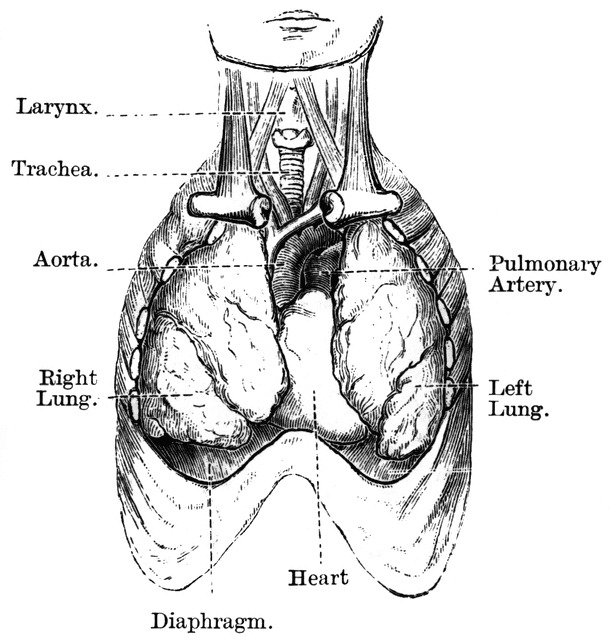 Larynx.
Trachea.
Aorta.
Pulmonary
Artery.
Right
Lung.
Left
Lung.
Heart
Diaphragm.